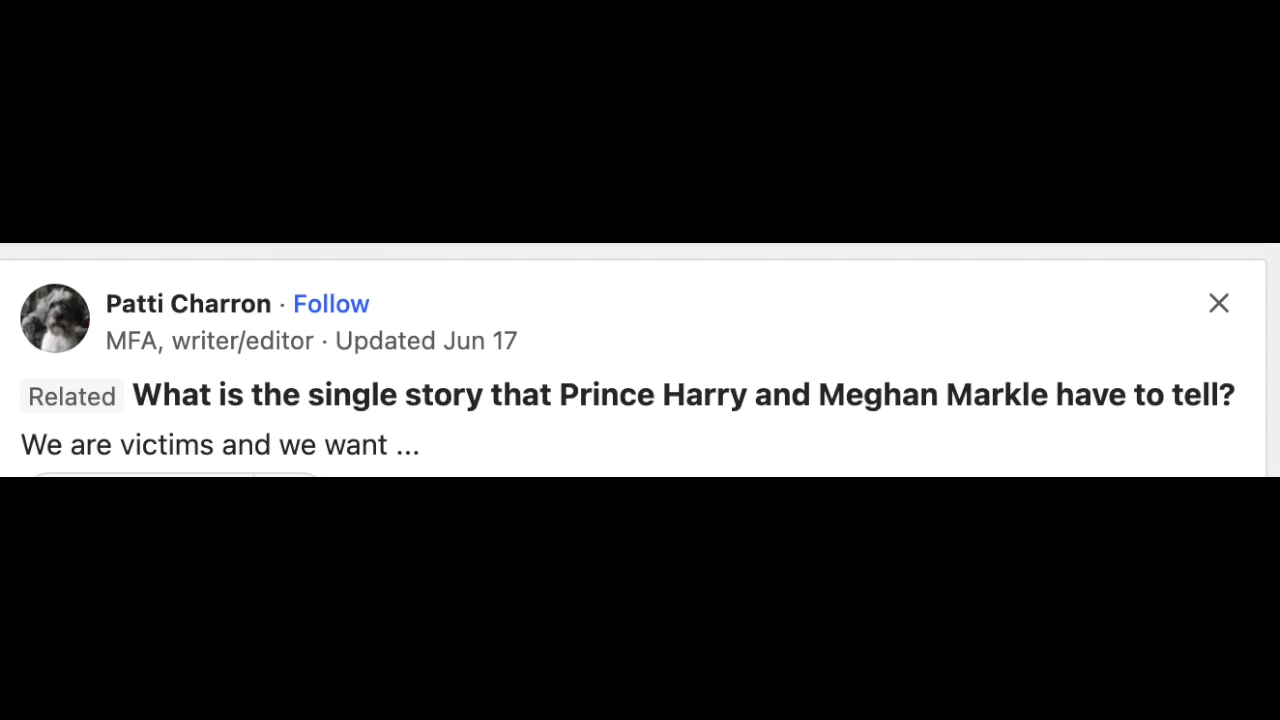 Patti Charron · Follow
MFA, writer/editor · Updated Jun 17
Related What is the single story that Prince Harry and Meghan Markle have to tell?
We are victims and we want ...